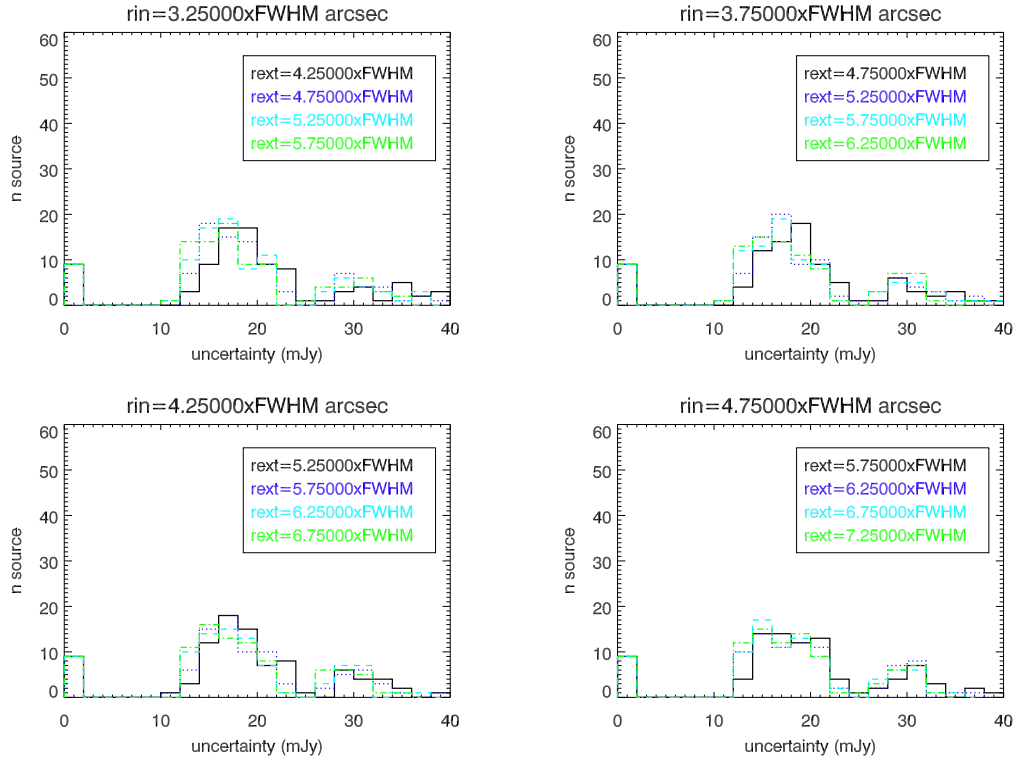 rin=3.25000xFWHM arcsec
60
50
40
30
20
10
0
n source
rext=4.25000xFWHM
rext=4.75000xFWHM
rext=5.25000xFWHM
rext=5.75000xFWHM
0 10 20 30 40
uncertainty (mJy)
rin=3.75000xFWHM arcsec
60
50
40
30
20
10
0
n source
rext=4.75000xFWHM
rext=5.25000xFWHM
rext=5.75000xFWHM
rext=6.25000xFWHM
0 10 20 30 40
uncertainty (mJy)
rin=4.25000xFWHM arcsec
60
50
40
30
20
10
0
n source
rext=5.25000xFWHM
rext=5.75000xFWHM
rext=6.25000xFWHM
rext=6.75000xFWHM
0 10 20 30 40
uncertainty (mJy)
rin=4.75000xFWHM arcsec
60
50
40
30
20
10
0
n source
rext=5.75000xFWHM
rext=6.25000xFWHM
rext=6.75000xFWHM
rext=7.25000xFWHM
0 10 20 30 40
uncertainty (mJy)